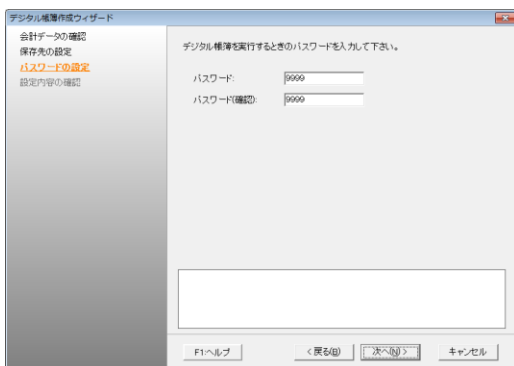 デジタル帳簿作成ウィザード
会計データの確認
保存先の設定
パスワードの設定
設定内容の確認
デジタル帳簿を実行するときのパスワードを入力して下さい。
パスワード: 9999
パスワード(確認): 9999
F1:ヘルプ <戻る(B) 次へ(N)> キャンセル